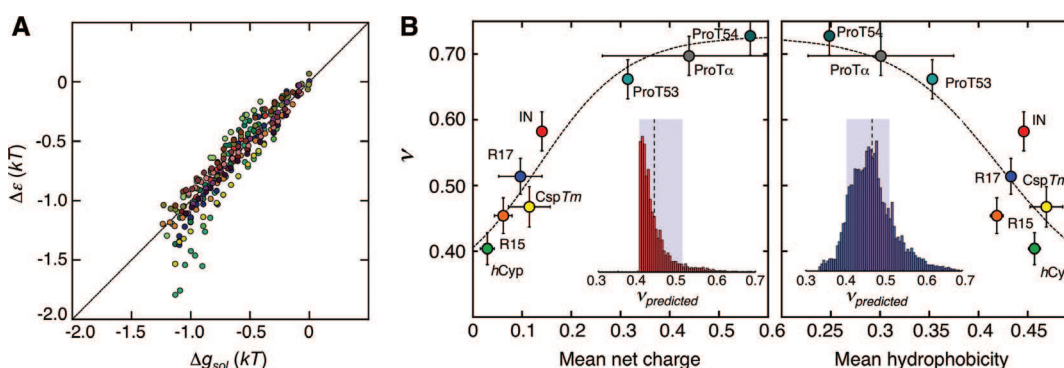 A
0
-0.5
-1.0
-1.5
-2.0
Δε (kT)
-2.0 -1.5 -1.0 -0.5 0
Δg_sol (kT)
B
0.70
0.60
0.50
0.40
ν
ProT54
ProTα
ProT53
IN
R17
CspTm
R15
hCyp
0.3 0.4 0.5 0.6 0.7
ν_predicted
0 0.1 0.2 0.3 0.4 0.5 0.6
Mean net charge
ProT54
ProTα
ProT53
IN
R17
CspTm
R15
hCyp
0.3 0.4 0.5 0.6 0.7
ν_predicted
0.25 0.3 0.35 0.4 0.45
Mean hydrophobicity